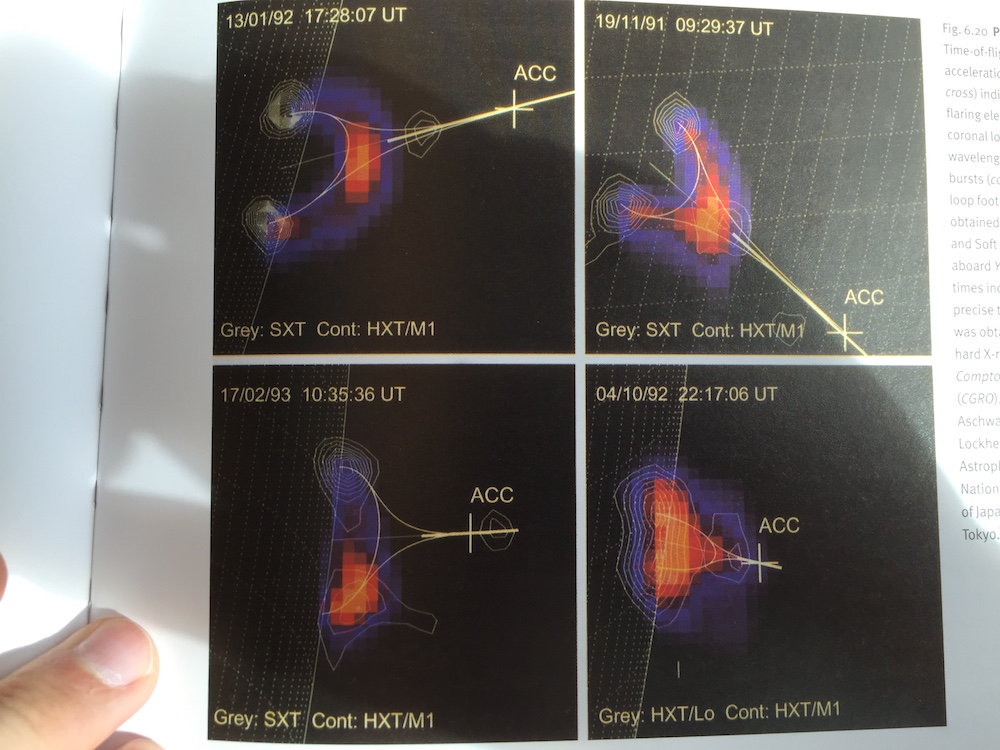 13/01/92 17:28:07 UT
ACC
Grey: SXT Cont: HXT/M1
19/11/91 09:29:37 UT
ACC
Grey: SXT Cont: HXT/M1
17/02/93 10:35:36 UT
ACC
Grey: SXT Cont: HXT/M1
04/10/92 22:17:06 UT
ACC
Grey: HXT/Lo Cont: HXT/M1
Fig. 6.20 P
Time-of-fli
acceleratio
cross) indi
flaring ele
coronal lo
waveleng
bursts (co
loop foot
obtained
and Soft
aboard Y
times inc
precise t
was obta
hard X-r
Compto
(CGRO).
Aschwa
Lockhe
Astroph
Nation
of Japa
Tokyo.